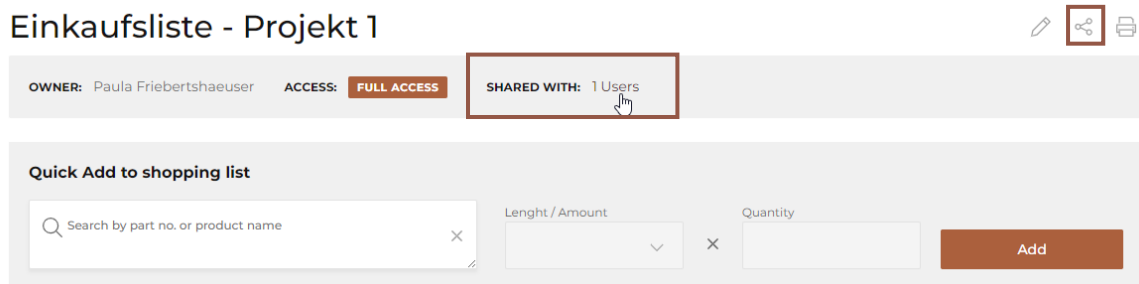 Einkaufsliste - Projekt 1
OWNER: Paula Friebertshaeuser ACCESS: FULL ACCESS SHARED WITH: 1 Users
Quick Add to shopping list
Search by part no. or product name
Lenght / Amount
Quantity
Add